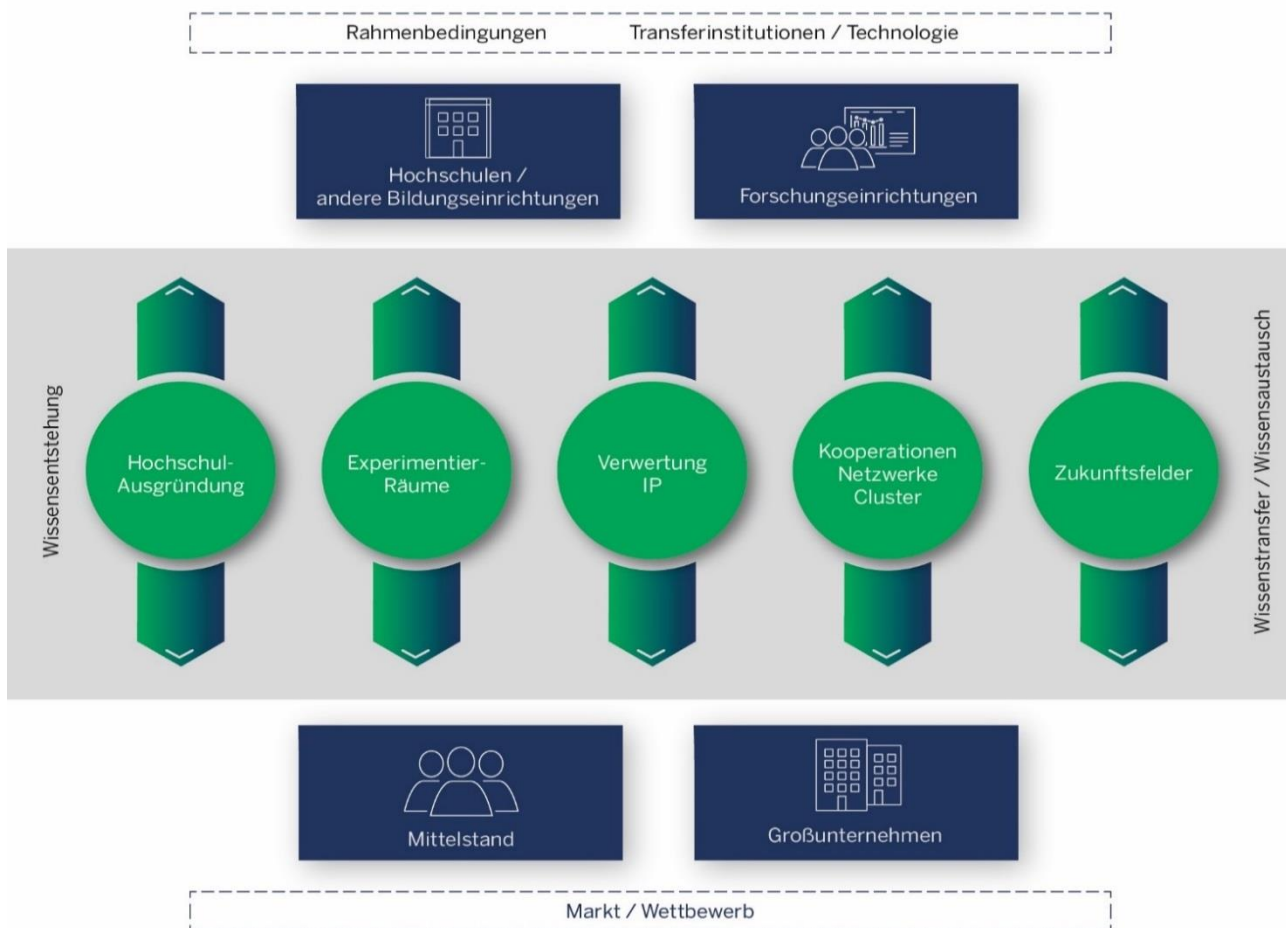 Rahmenbedingungen Transferinstitutionen / Technologie
Hochschulen /
andere Bildungseinrichtungen
Forschungseinrichtungen
Wissensentstehung
Hochschul-
Ausgründung
Experimentier-
Räume
Verwertung
IP
Kooperationen
Netzwerke
Cluster
Zukunftsfelder
Wissenstransfer / Wissensaustausch
Mittelstand
Großunternehmen
Markt / Wettbewerb